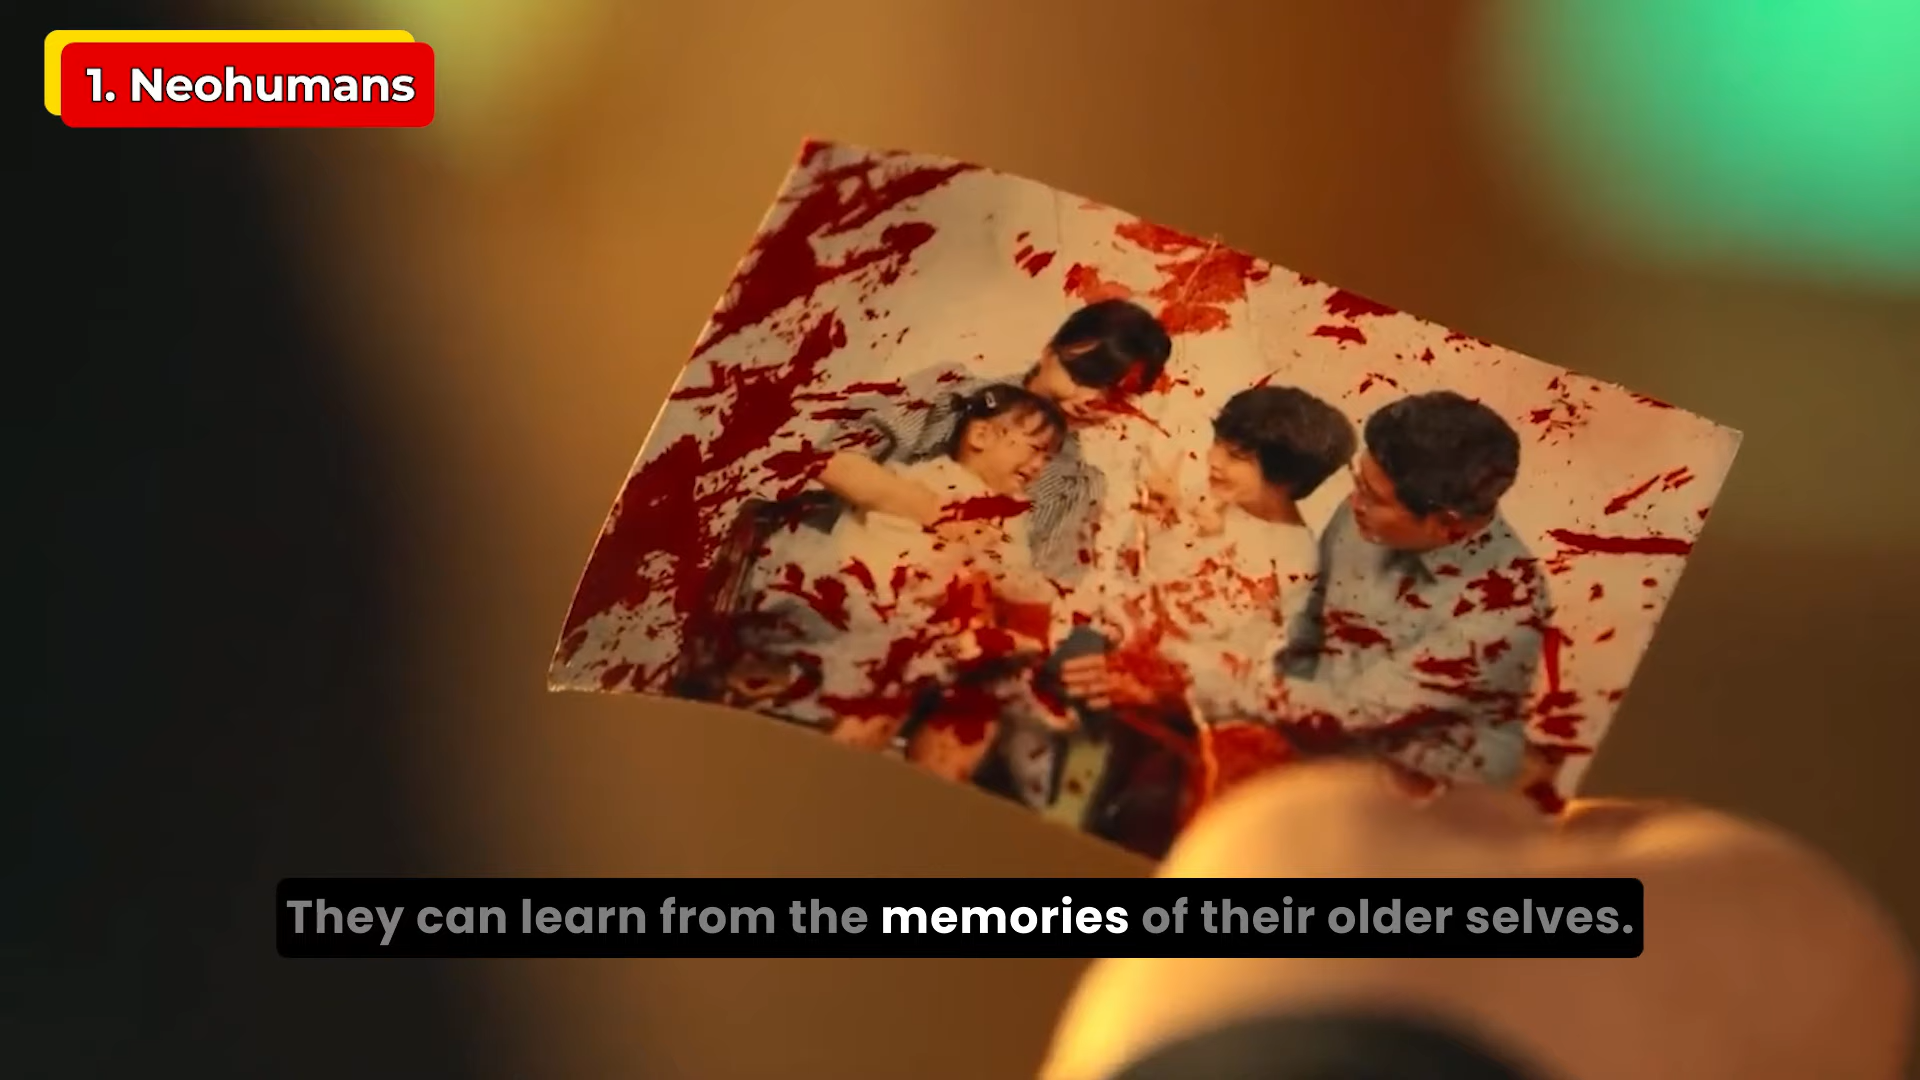 1. Neohumans
They can learn from the memories of their older selves.